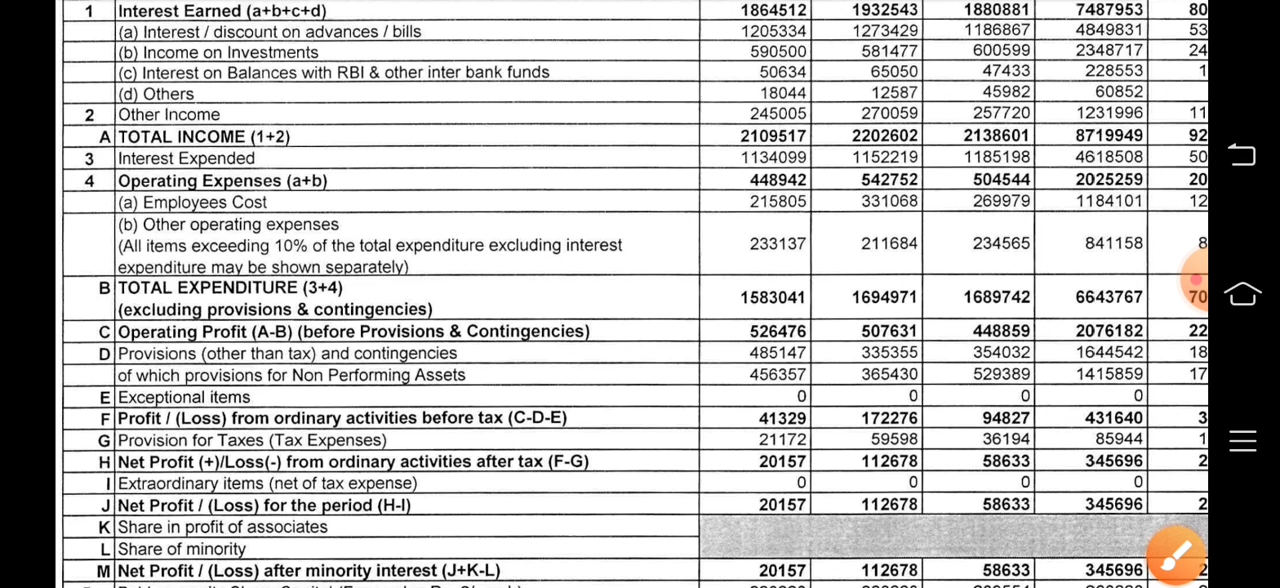 1 Interest Earned (a+b+c+d) 1864512 1932543 1880881 7487953 80
(a) Interest / discount on advances / bills 1205334 1273429 1186867 4849831 53
(b) Income on Investments 590500 581477 600599 2348717 24
(c) Interest on Balances with RBI & other inter bank funds 50634 65050 47433 228553 1
(d) Others 18044 12587 45982 60852
2 Other Income 245005 270059 257720 1231996 11
A TOTAL INCOME (1+2) 2109517 2202602 2138601 8719949 92
3 Interest Expended 1134099 1152219 1185198 4618508 50
4 Operating Expenses (a+b) 448942 542752 504544 2025259 20
(a) Employees Cost 215805 331068 269979 1184101 12
(b) Other operating expenses
(All items exceeding 10% of the total expenditure excluding interest 233137 211684 234565 841158 8
expenditure may be shown separately)
B TOTAL EXPENDITURE (3+4)
(excluding provisions & contingencies) 1583041 1694971 1689742 6643767 70
C Operating Profit (A-B) (before Provisions & Contingencies) 526476 507631 448859 2076182 22
D Provisions (other than tax) and contingencies 485147 335355 354032 1644542 18
of which provisions for Non Performing Assets 456357 365430 529389 1415859 17
E Exceptional items 0 0 0 0
F Profit / (Loss) from ordinary activities before tax (C-D-E) 41329 172276 94827 431640 3
G Provision for Taxes (Tax Expenses) 21172 59598 36194 85944 1
H Net Profit (+)/Loss(-) from ordinary activities after tax (F-G) 20157 112678 58633 345696 2
I Extraordinary items (net of tax expense) 0 0 0 0
J Net Profit / (Loss) for the period (H-I) 20157 112678 58633 345696 2
K Share in profit of associates
L Share of minority
M Net Profit / (Loss) after minority interest (J+K-L) 20157 112678 58633 345696 2